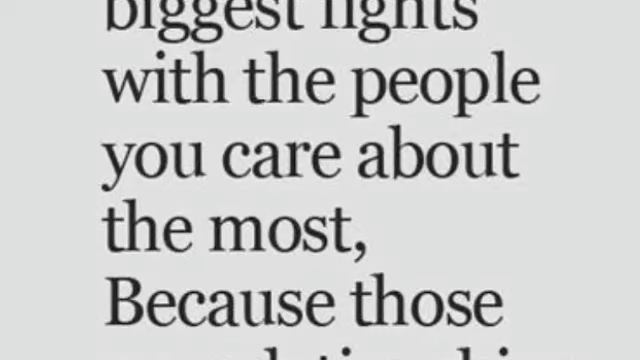 biggest fights
with the people
you care about
the most,
Because those